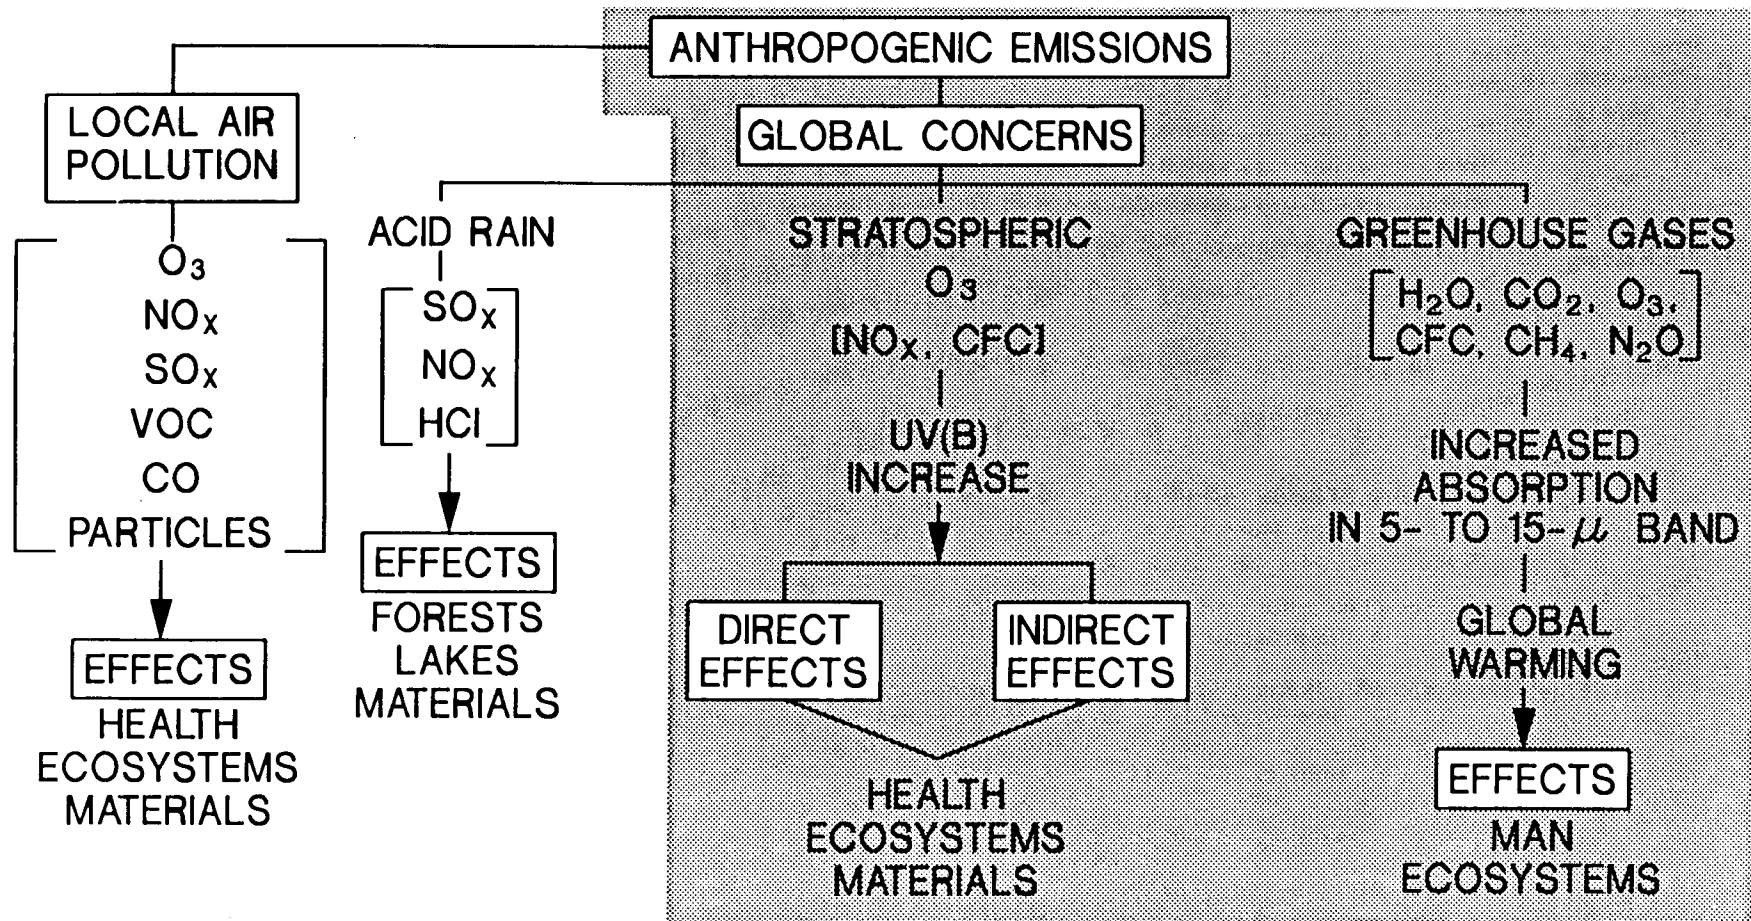 ANTHROPOGENIC EMISSIONS
LOCAL AIR
POLLUTION
O3
NOX
SOX
VOC
CO
PARTICLES
EFFECTS
HEALTH
ECOSYSTEMS
MATERIALS
GLOBAL CONCERNS
ACID RAIN
SOX
NOX
HCl
EFFECTS
FORESTS
LAKES
MATERIALS
STRATOSPHERIC
O3
[NOX, CFC]
UV(B)
INCREASE
DIRECT
EFFECTS
INDIRECT
EFFECTS
HEALTH
ECOSYSTEMS
MATERIALS
GREENHOUSE GASES
H2O, CO2, O3,
CFC, CH4, N2O
INCREASED
ABSORPTION
IN 5- TO 15-μ BAND
GLOBAL
WARMING
EFFECTS
MAN
ECOSYSTEMS